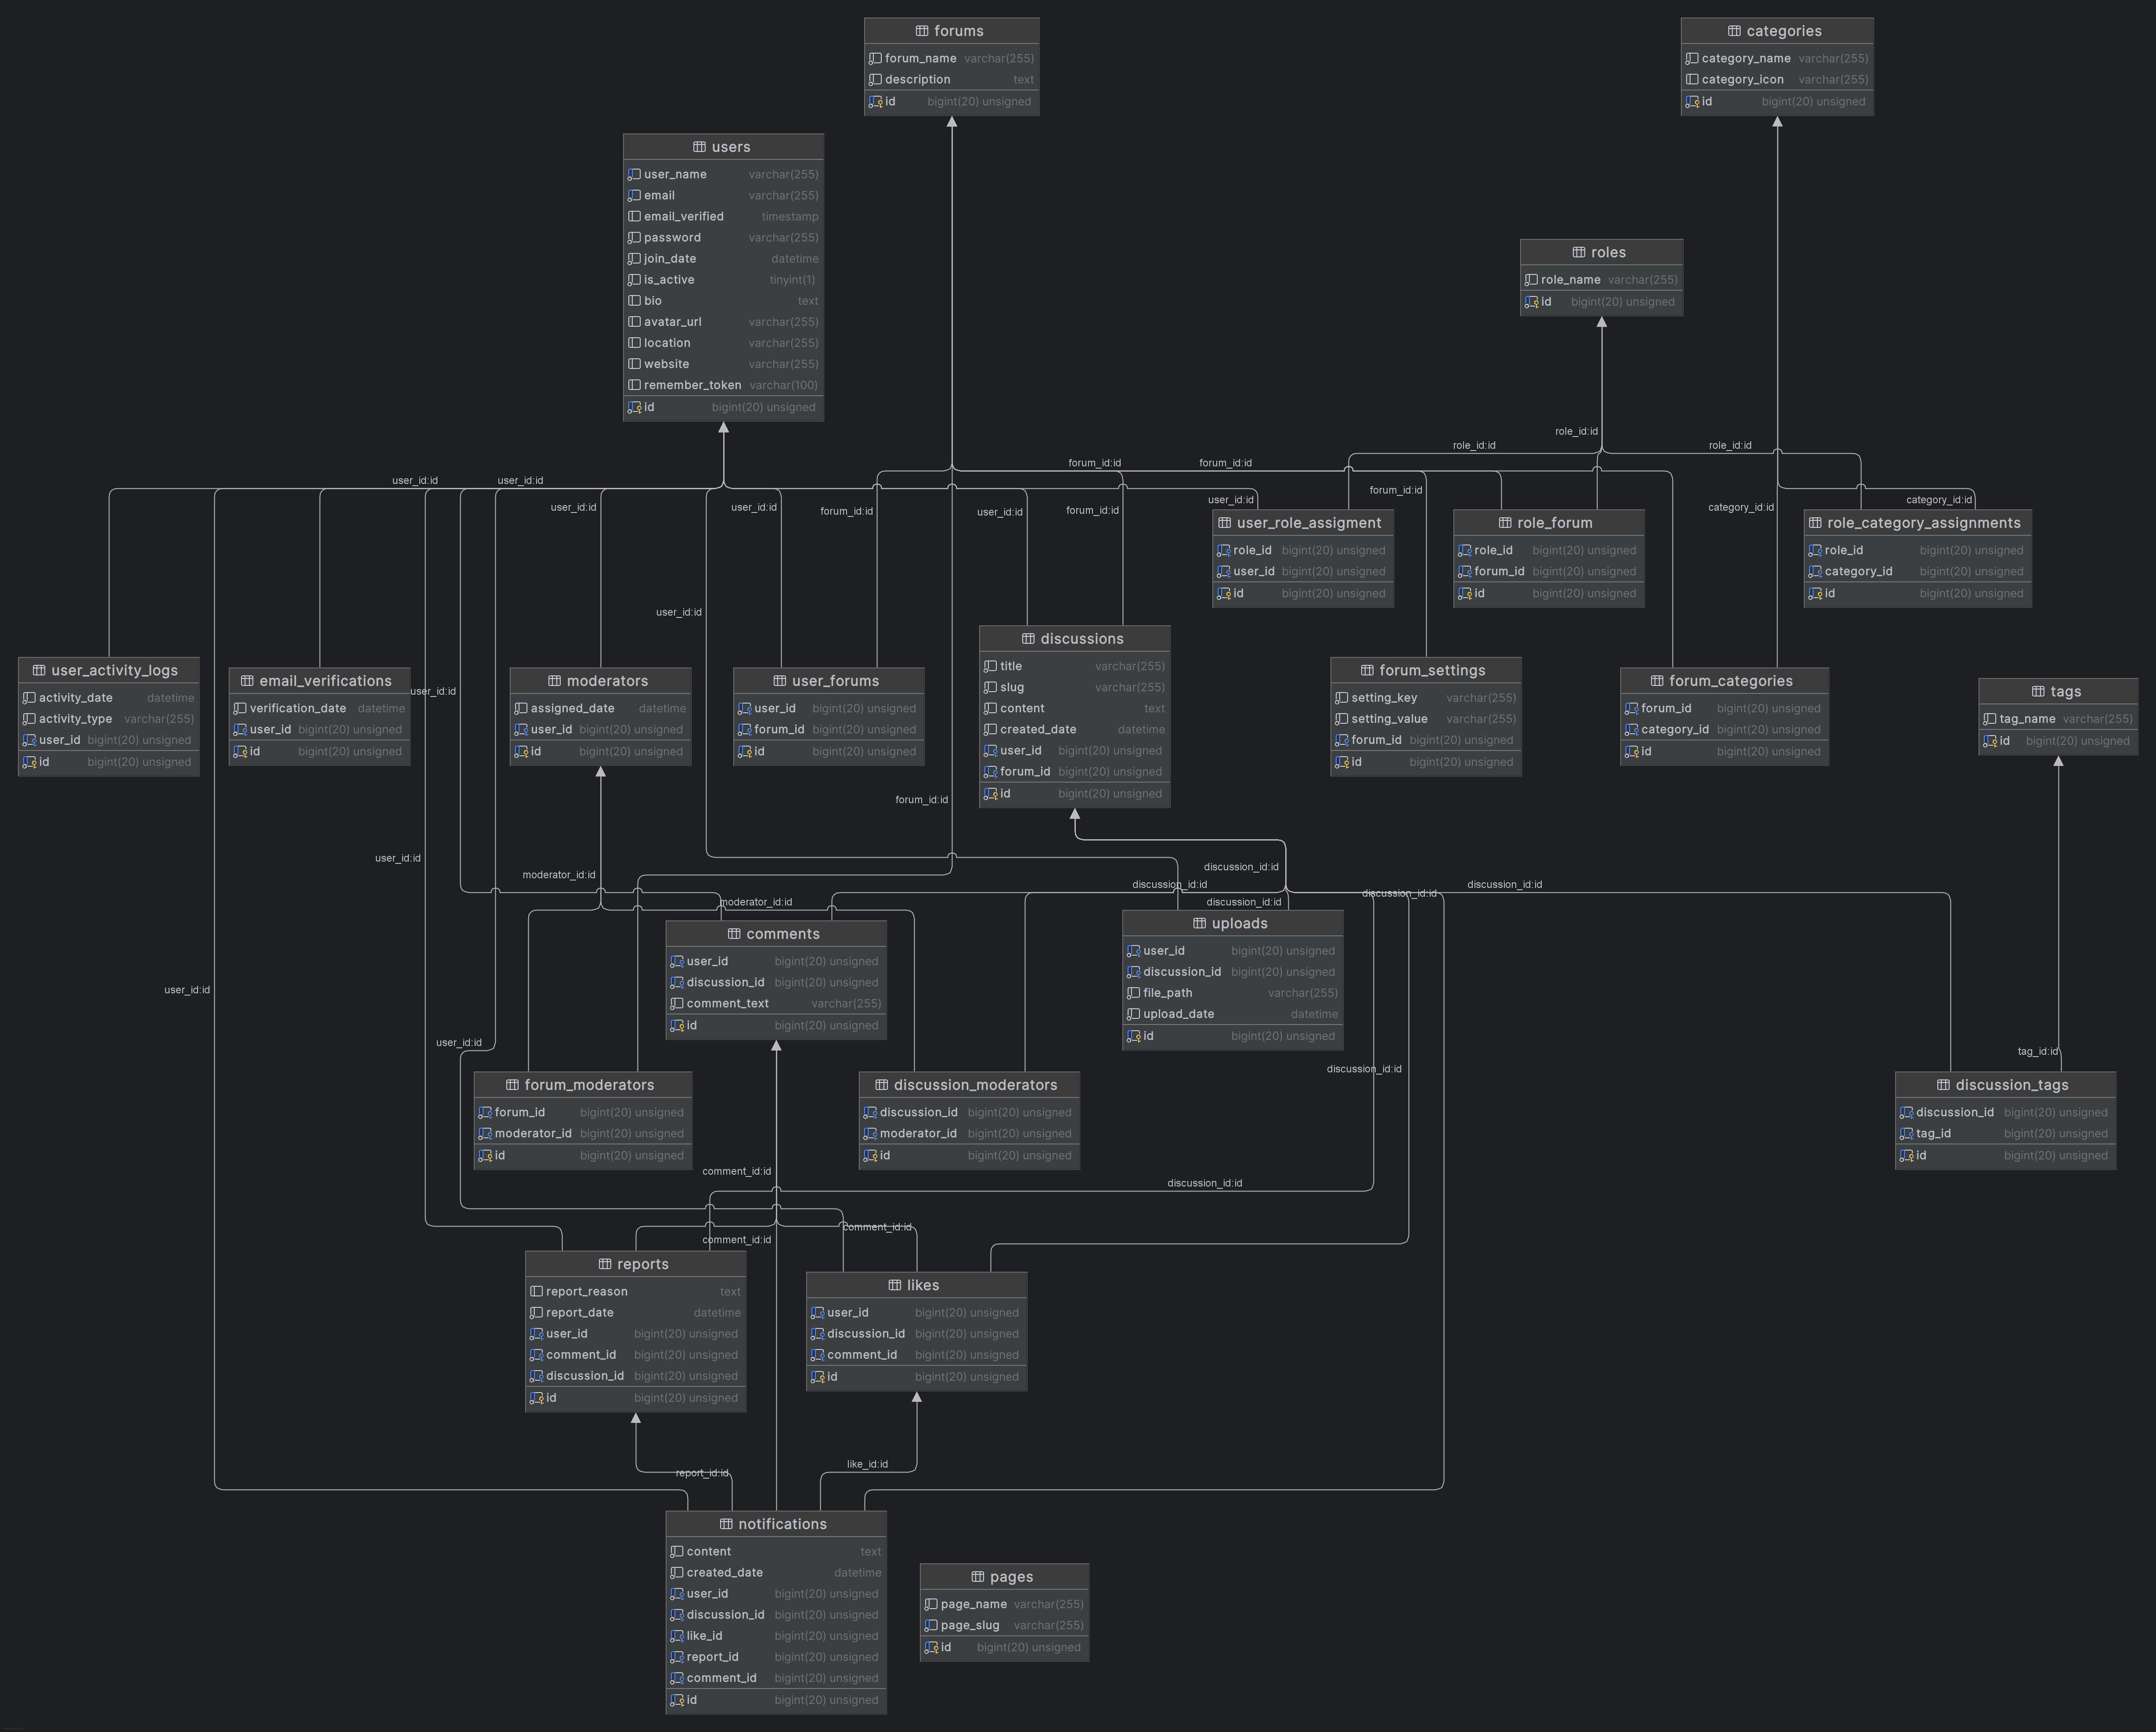 forums
forum_name varchar(255)
description text
id bigint(20) unsigned
categories
category_name varchar(255)
category_icon varchar(255)
id bigint(20) unsigned
users
user_name varchar(255)
email varchar(255)
email_verified timestamp
password varchar(255)
join_date datetime
is_active tinyint(1)
bio text
avatar_url varchar(255)
location varchar(255)
website varchar(255)
remember_token varchar(100)
id bigint(20) unsigned
roles
role_name varchar(255)
id bigint(20) unsigned
role_id:id
role_id:id
role_id:id
forum_id:id
forum_id:id
user_id:id
user_id:id
forum_id:id
user_id:id
category_id:id
user_id:id
user_id:id
forum_id:id
user_id:id
forum_id:id
category_id:id
user_role_assigment
role_id bigint(20) unsigned
user_id bigint(20) unsigned
id bigint(20) unsigned
role_forum
role_id bigint(20) unsigned
forum_id bigint(20) unsigned
id bigint(20) unsigned
role_category_assignments
role_id bigint(20) unsigned
category_id bigint(20) unsigned
id bigint(20) unsigned
user_id:id
user_activity_logs
activity_date datetime
activity_type varchar(255)
user_id bigint(20) unsigned
id bigint(20) unsigned
email_verifications
verification_date datetime
user_id bigint(20) unsigned
id bigint(20) unsigned
user_id:id
moderators
assigned_date datetime
user_id bigint(20) unsigned
id bigint(20) unsigned
user_forums
user_id bigint(20) unsigned
forum_id bigint(20) unsigned
id bigint(20) unsigned
discussions
title varchar(255)
slug varchar(255)
content text
created_date datetime
user_id bigint(20) unsigned
forum_id bigint(20) unsigned
id bigint(20) unsigned
forum_settings
setting_key varchar(255)
setting_value varchar(255)
forum_id bigint(20) unsigned
id bigint(20) unsigned
forum_categories
forum_id bigint(20) unsigned
category_id bigint(20) unsigned
id bigint(20) unsigned
tags
tag_name varchar(255)
id bigint(20) unsigned
forum_id:id
user_id:id
discussion_id:id
moderator_id:id
discussion_id:id
discussion_id:id
discussion_id:id
moderator_id:id
discussion_id:id
comments
user_id bigint(20) unsigned
discussion_id bigint(20) unsigned
comment_text varchar(255)
id bigint(20) unsigned
uploads
user_id bigint(20) unsigned
discussion_id bigint(20) unsigned
file_path varchar(255)
upload_date datetime
id bigint(20) unsigned
user_id:id
user_id:id
tag_id:id
discussion_id:id
forum_moderators
forum_id bigint(20) unsigned
moderator_id bigint(20) unsigned
id bigint(20) unsigned
discussion_moderators
discussion_id bigint(20) unsigned
moderator_id bigint(20) unsigned
id bigint(20) unsigned
discussion_tags
discussion_id bigint(20) unsigned
tag_id bigint(20) unsigned
id bigint(20) unsigned
comment_id:id
discussion_id:id
comment_id:id
comment_id:id
reports
report_reason text
report_date datetime
user_id bigint(20) unsigned
comment_id bigint(20) unsigned
discussion_id bigint(20) unsigned
id bigint(20) unsigned
likes
user_id bigint(20) unsigned
discussion_id bigint(20) unsigned
comment_id bigint(20) unsigned
id bigint(20) unsigned
like_id:id
report_id:id
notifications
content text
created_date datetime
user_id bigint(20) unsigned
discussion_id bigint(20) unsigned
like_id bigint(20) unsigned
report_id bigint(20) unsigned
comment_id bigint(20) unsigned
id bigint(20) unsigned
pages
page_name varchar(255)
page_slug varchar(255)
id bigint(20) unsigned